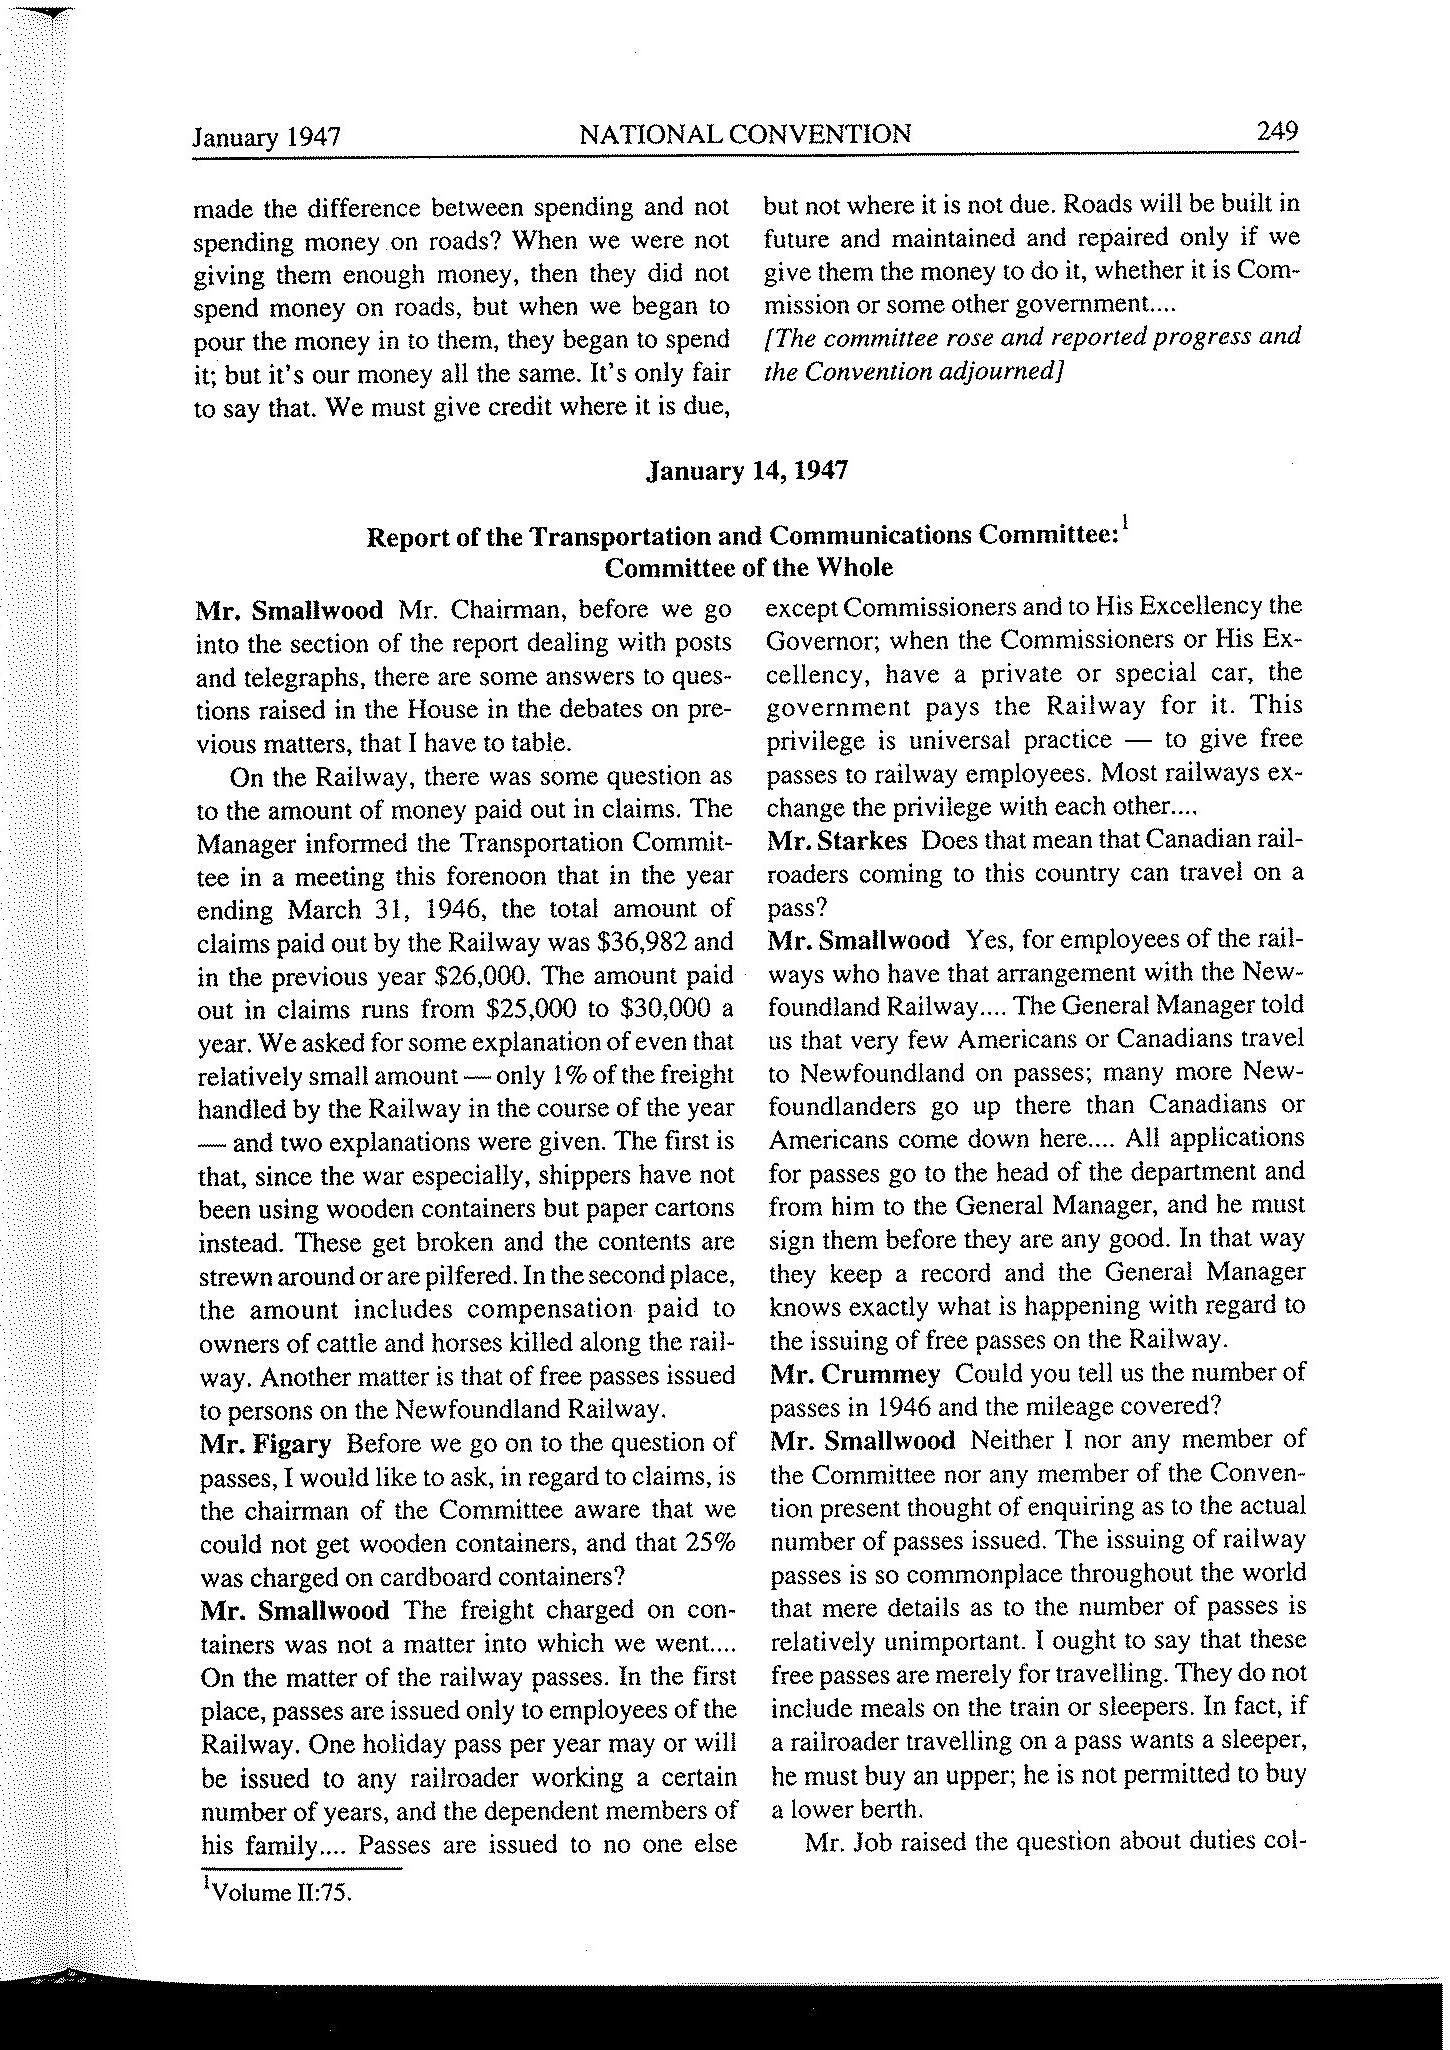 January 1947 NATIONAL CONVENTION 249
made the difference between spending and not
spending money on roads? When we were not
giving them enough money, then they did not
spend money on roads, but when we began to
pour the money in to them, they began to spend
it; but it's our money all the same. It's only fair
to say that. We must give credit where it is due,
but not where it is not due. Roads will be built in
future and maintained and repaired only if we
give them the money to do it, whether it is Com-
mission or some other government....
[The committee rose and reported progress and
the Convention adjourned]
January 14, 1947
Report of the Transportation and Communications Committee:1
Committee of the Whole
Mr. Smallwood Mr. Chairman, before we go
into the section of the report dealing with posts
and telegraphs, there are some answers to ques-
tions raised in the House in the debates on pre-
vious matters, that I have to table.
On the Railway, there was some question as
to the amount of money paid out in claims. The
Manager informed the Transportation Commit-
tee in a meeting this forenoon that in the year
ending March 31, 1946, the total amount of
claims paid out by the Railway was $36,982 and
in the previous year $26,000. The amount paid
out in claims runs from $25,000 to $30,000 a
year. We asked for some explanation of even that
relatively small amount — only 1% of the freight
handled by the Railway in the course of the year
— and two explanations were given. The first is
that, since the war especially, shippers have not
been using wooden containers but paper cartons
instead. These get broken and the contents are
strewn around or are pilfered. In the second place,
the amount includes compensation paid to
owners of cattle and horses killed along the rail-
way. Another matter is that of free passes issued
to persons on the Newfoundland Railway.
Mr. Figary Before we go on to the question of
passes, I would like to ask, in regard to claims, is
the chairman of the Committee aware that we
could not get wooden containers, and that 25%
was charged on cardboard containers?
Mr. Smallwood The freight charged on con-
tainers was not a matter into which we went....
On the matter of the railway passes. In the first
place, passes are issued only to employees of the
Railway. One holiday pass per year may or will
be issued to any railroader working a certain
number of years, and the dependent members of
his family.... Passes are issued to no one else
except Commissioners and to His Excellency the
Governor; when the Commissioners or His Ex-
cellency, have a private or special car, the
government pays the Railway for it. This
privilege is universal practice — to give free
passes to railway employees. Most railways ex-
change the privilege with each other....
Mr. Starkes Does that mean that Canadian rail-
roaders coming to this country can travel on a
pass?
Mr. Smallwood Yes, for employees of the rail-
ways who have that arrangement with the New-
foundland Railway.... The General Manager told
us that very few Americans or Canadians travel
to Newfoundland on passes; many more New-
foundlanders go up there than Canadians or
Americans come down here.... All applications
for passes go to the head of the department and
from him to the General Manager, and he must
sign them before they are any good. In that way
they keep a record and the General Manager
knows exactly what is happening with regard to
the issuing of free passes on the Railway.
Mr. Crummey Could you tell us the number of
passes in 1946 and the mileage covered?
Mr. Smallwood Neither I nor any member of
the Committee nor any member of the Conven-
tion present thought of enquiring as to the actual
number of passes issued. The issuing of railway
passes is so commonplace throughout the world
that mere details as to the number of passes is
relatively unimportant. I ought to say that these
free passes are merely for travelling. They do not
include meals on the train or sleepers. In fact, if
a railroader travelling on a pass wants a sleeper,
he must buy an upper; he is not permitted to buy
a lower berth.
Mr. Job raised the question about duties col-
1Volume II:75.